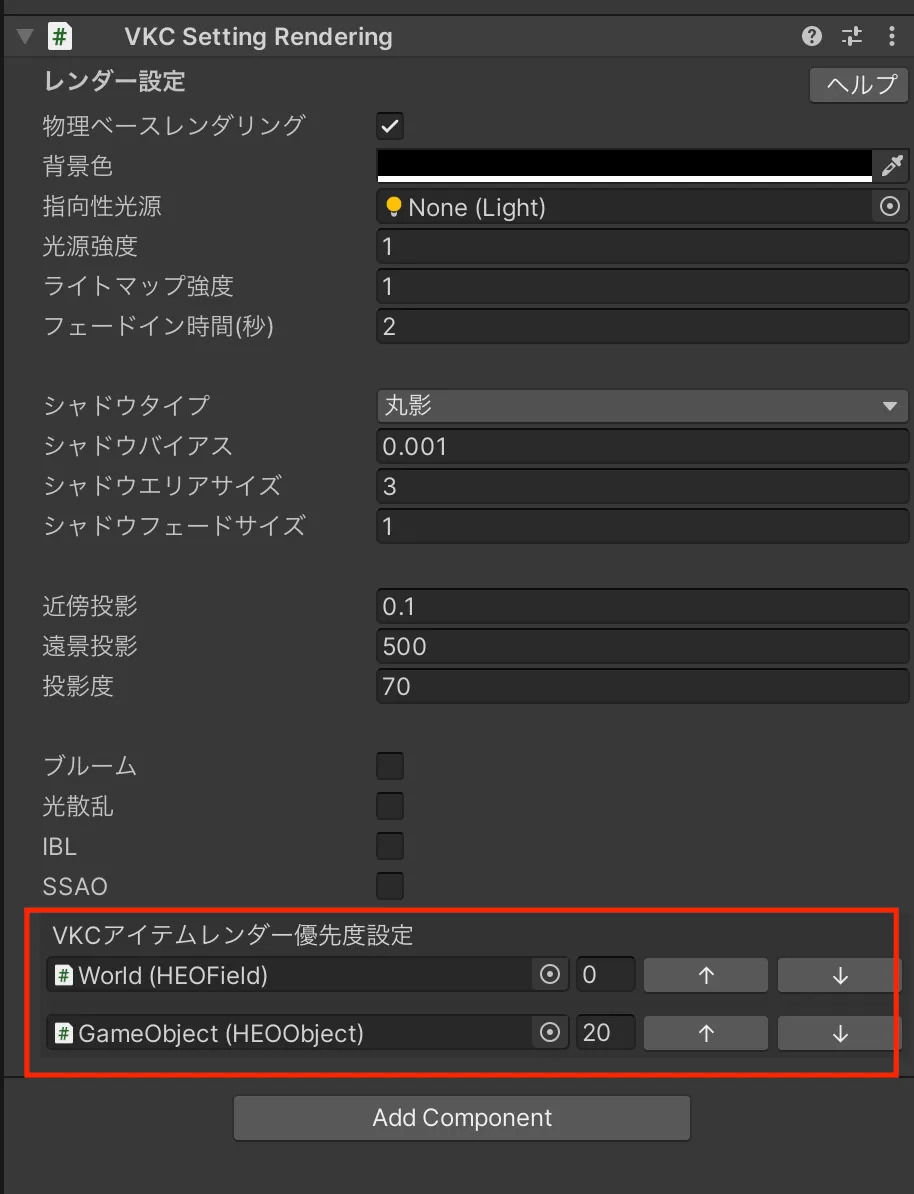 VKC Setting Rendering
レンダー設定 ヘルプ
物理ベースレンダリング
背景色
指向性光源 None (Light)
光源強度 1
ライトマップ強度 1
フェードイン時間(秒) 2
シャドウタイプ 丸影
シャドウバイアス 0.001
シャドウエリアサイズ 3
シャドウフェードサイズ 1
近傍投影 0.1
遠景投影 500
投影度 70
ブルーム
光散乱
IBL
SSAO
VKCアイテムレンダー優先度設定
# World (HEOField) 0 ↑ ↓
# GameObject (HEOObject) 20 ↑ ↓
Add Component